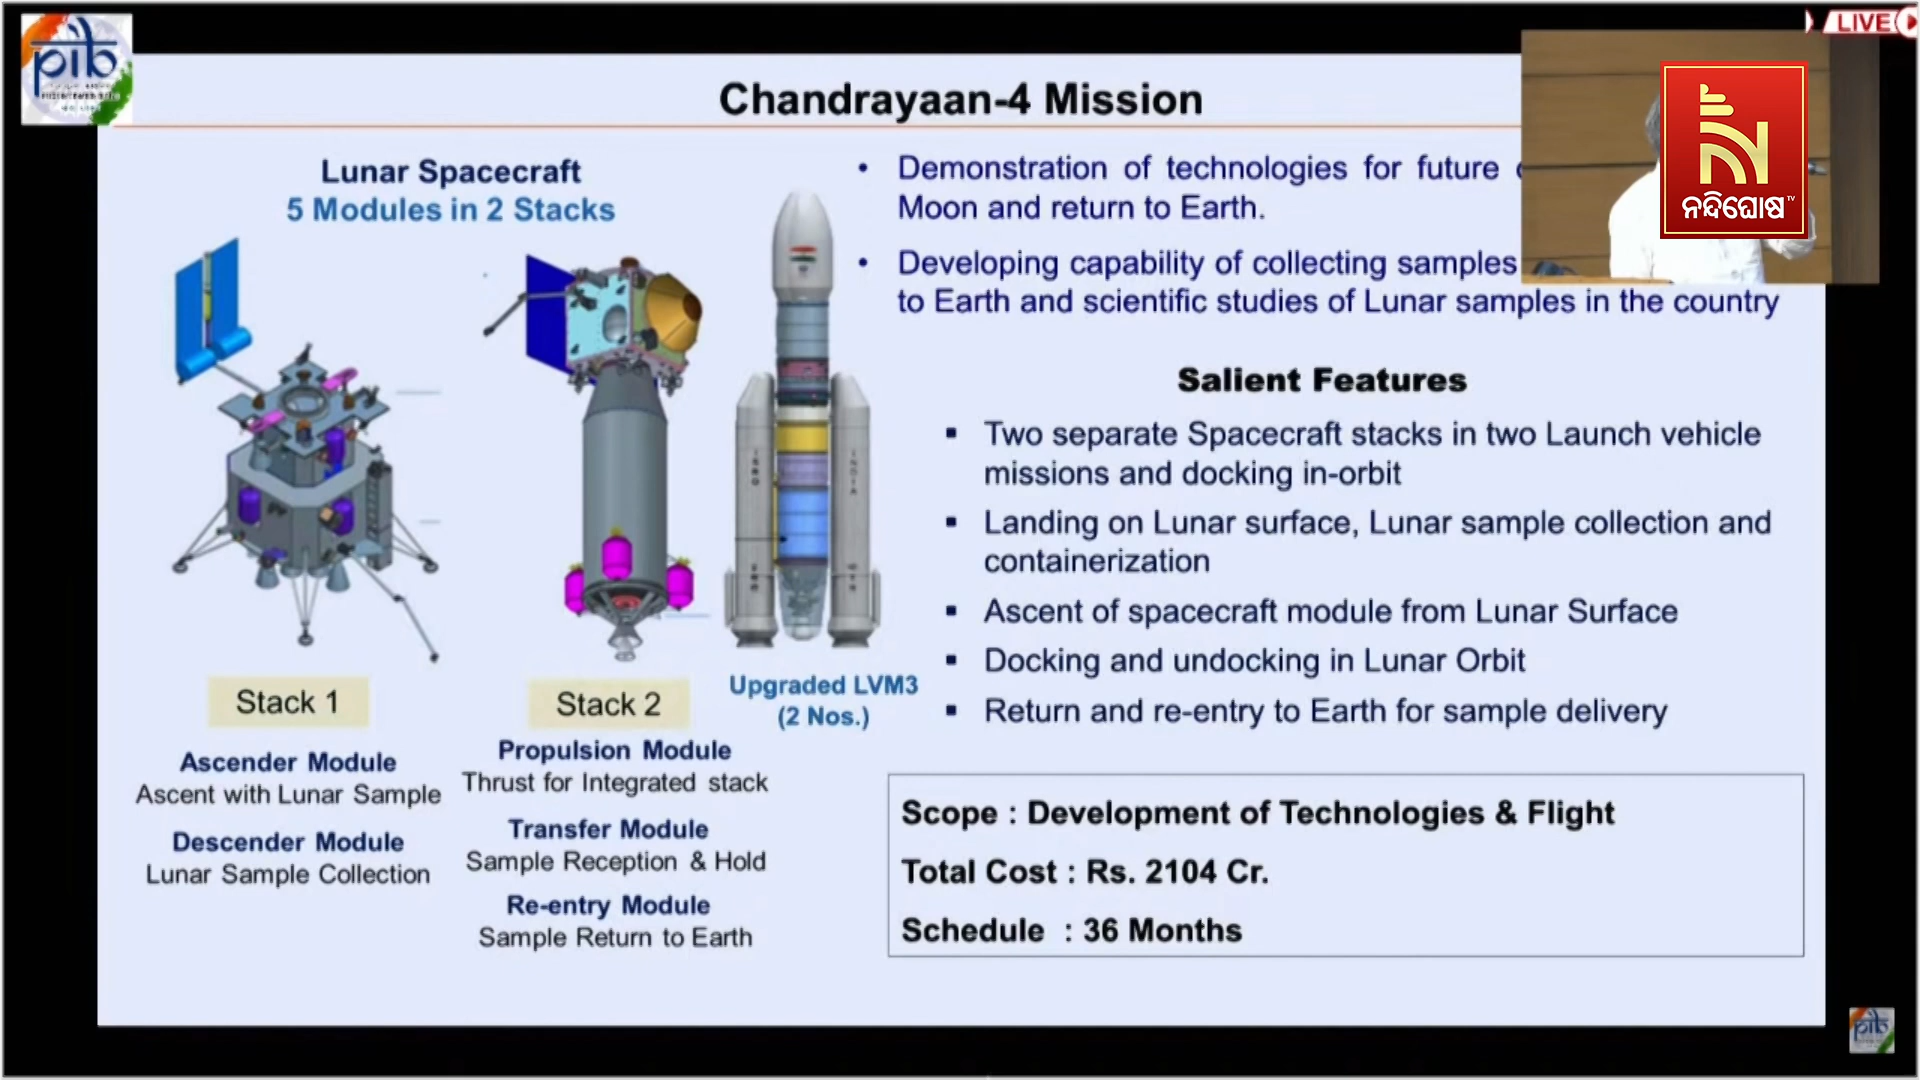 pib
LIVE
ନନ୍ଦିଘୋଷ TV
Chandrayaan-4 Mission
Lunar Spacecraft
5 Modules in 2 Stacks
• Demonstration of technologies for future
Moon and return to Earth.
• Developing capability of collecting samples
to Earth and scientific studies of Lunar samples in the country
Salient Features
▪ Two separate Spacecraft stacks in two Launch vehicle
missions and docking in-orbit
▪ Landing on Lunar surface, Lunar sample collection and
containerization
▪ Ascent of spacecraft module from Lunar Surface
▪ Docking and undocking in Lunar Orbit
▪ Return and re-entry to Earth for sample delivery
ISRO
INDIA
Stack 1
Ascender Module
Ascent with Lunar Sample
Descender Module
Lunar Sample Collection
Stack 2
Propulsion Module
Thrust for Integrated stack
Transfer Module
Sample Reception & Hold
Re-entry Module
Sample Return to Earth
Upgraded LVM3
(2 Nos.)
Scope : Development of Technologies & Flight
Total Cost : Rs. 2104 Cr.
Schedule : 36 Months
pib